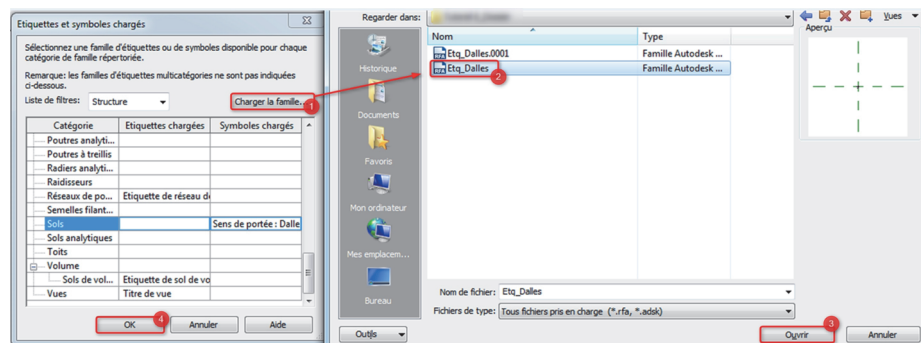 Etiquettes et symboles chargés
Sélectionnez une famille d'étiquettes ou de symboles disponible pour chaque
catégorie de famille répertoriée.
Remarque: les familles d'étiquettes multicatégories ne sont pas indiquées
ci-dessous.
Liste de filtres: Structure
Charger la famille...
1
Catégorie Etiquettes chargées Symboles chargés
Poutres analyti...
Poutres à treillis
Radiers analyti...
Raidisseurs
Réseaux de po... Etiquette de réseau de
Semelles filant...
Sols Sens de portée : Dalle
Sols analytiques
Toits
Volume
Sols de vol... Etiquette de sol de vo
Vues Titre de vue
OK 4 Annuler Aide
Regarder dans:
Vues
Aperçu
Nom Type
Etq_Dalles.0001 Famille Autodesk ...
Etq_Dalles 2 Famille Autodesk ...
Historique
Documents
Favoris
Mon ordinateur
Mes emplacem...
Bureau
Nom de fichier: Etq_Dalles
Fichiers de type: Tous fichiers pris en charge (*.rfa, *.adsk)
Outils
Ouvrir 3 Annuler